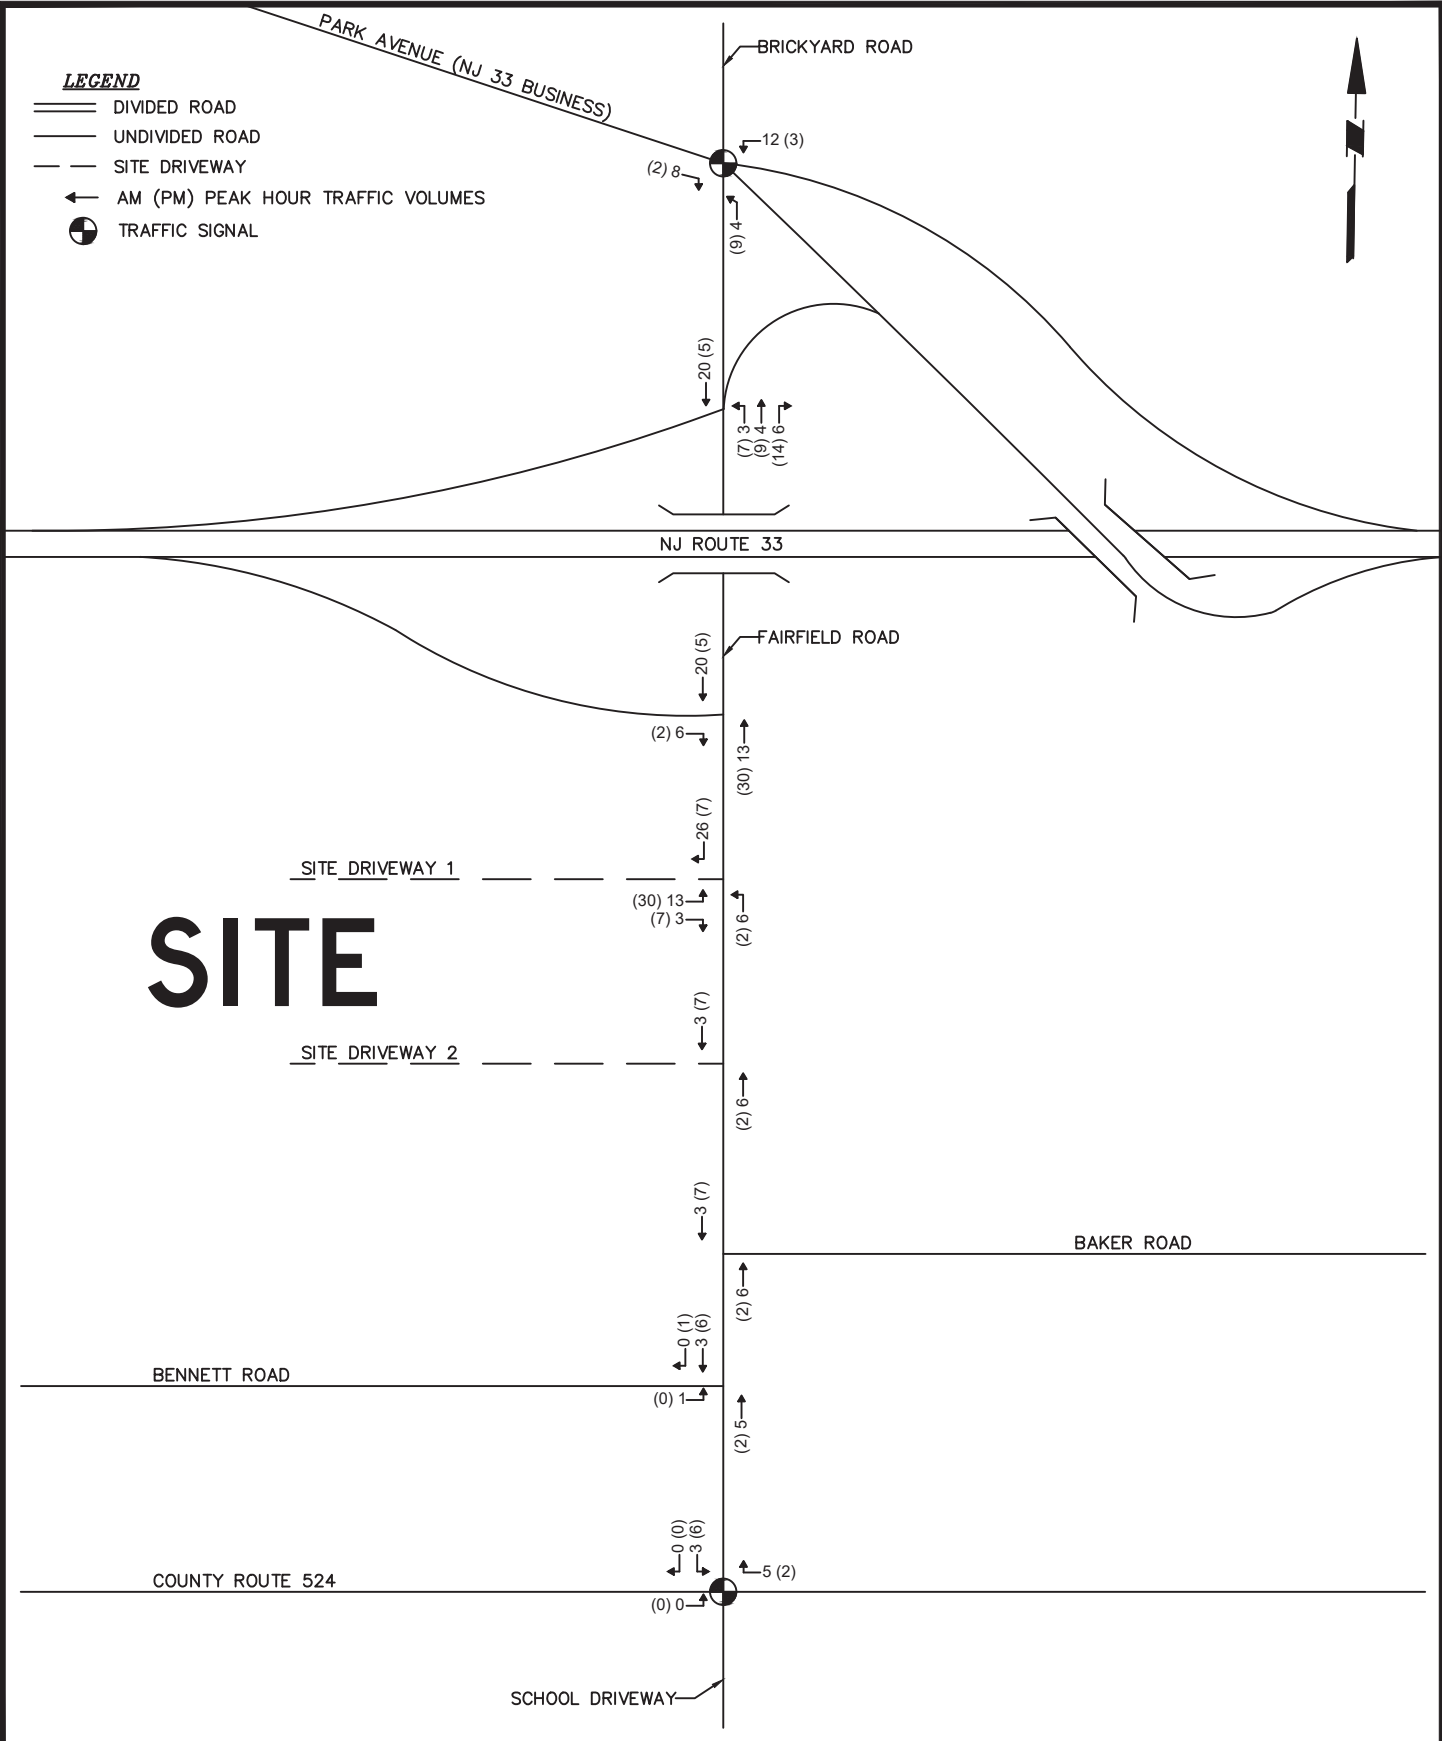 PARK AVENUE (NJ 33 BUSINESS)
BRICKYARD ROAD
LEGEND
DIVIDED ROAD
UNDIVIDED ROAD
SITE DRIVEWAY
AM (PM) PEAK HOUR TRAFFIC VOLUMES
TRAFFIC SIGNAL
12 (3)
(2) 8
(9) 4
20 (5)
(7) 3
(9) 4
(14) 6
NJ ROUTE 33
FAIRFIELD ROAD
20 (5)
(2) 6
(30) 13
26 (7)
SITE DRIVEWAY 1
(30) 13
(7) 3
(2) 6
SITE
3 (7)
SITE DRIVEWAY 2
(2) 6
3 (7)
BAKER ROAD
(2) 6
0 (1)
3 (6)
BENNETT ROAD
(0) 1
(2) 5
0 (0)
3 (6)
5 (2)
COUNTY ROUTE 524
(0) 0
SCHOOL DRIVEWAY